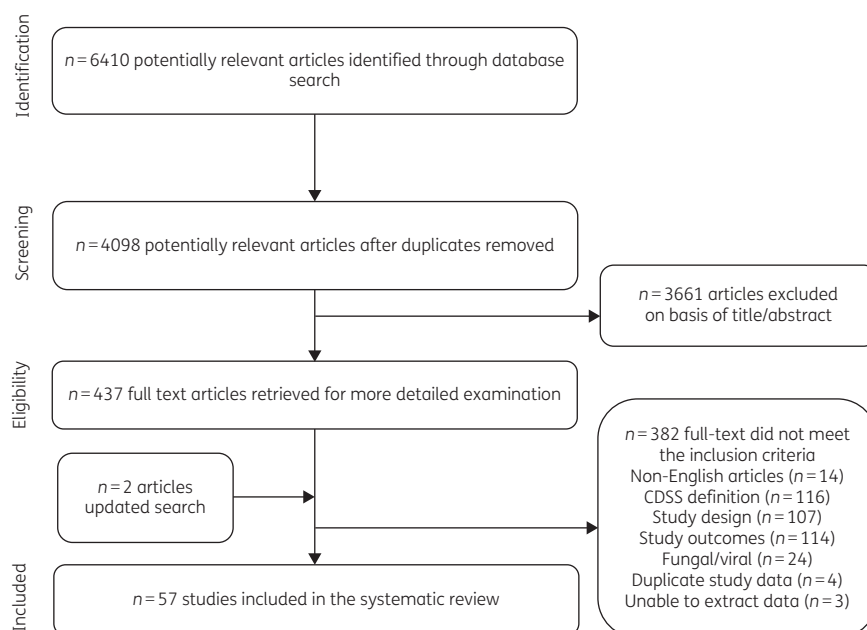 Identification
n=6410 potentially relevant articles identified through database
search
Screening
n=4098 potentially relevant articles after duplicates removed
n=3661 articles excluded
on basis of title/abstract
Eligibility
n=437 full text articles retrieved for more detailed examination
n=2 articles
updated search
n=382 full-text did not meet
the inclusion criteria
Non-English articles (n=14)
CDSS definition (n=116)
Study design (n=107)
Study outcomes (n=114)
Fungal/viral (n=24)
Duplicate study data (n=4)
Unable to extract data (n=3)
Included
n=57 studies included in the systematic review